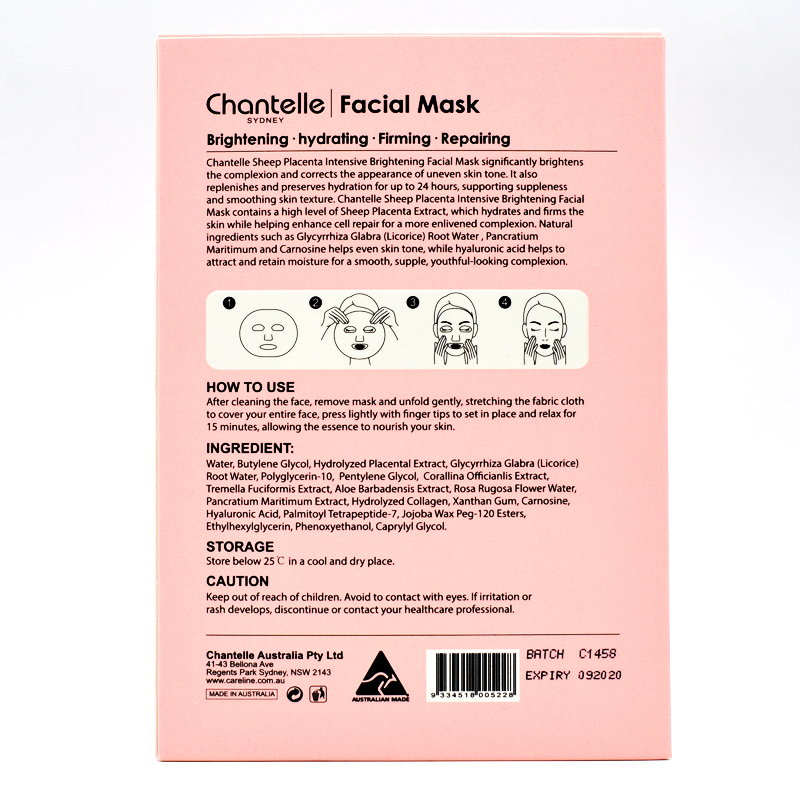 Chantelle | Facial Mask
SYDNEY
Brightening · hydrating · Firming · Repairing
Chantelle Sheep Placenta Intensive Brightening Facial Mask significantly brightens
the complexion and corrects the appearance of uneven skin tone. It also
replenishes and preserves hydration for up to 24 hours, supporting suppleness
and smoothing skin texture. Chantelle Sheep Placenta Intensive Brightening Facial
Mask contains a high level of Sheep Placenta Extract, which hydrates and firms the
skin while helping enhance cell repair for a more enlivened complexion. Natural
ingredients such as Glycyrrhiza Glabra (Licorice) Root Water , Pancratium
Maritimum and Carnosine helps even skin tone, while hyaluronic acid helps to
attract and retain moisture for a smooth, supple, youthful-looking complexion.
1 2 3 4
HOW TO USE
After cleaning the face, remove mask and unfold gently, stretching the fabric cloth
to cover your entire face, press lightly with finger tips to set in place and relax for
15 minutes, allowing the essence to nourish your skin.
INGREDIENT:
Water, Butylene Glycol, Hydrolyzed Placental Extract, Glycyrrhiza Glabra (Licorice)
Root Water, Polyglycerin-10, Pentylene Glycol, Corallina Officianlis Extract,
Tremella Fuciformis Extract, Aloe Barbadensis Extract, Rosa Rugosa Flower Water,
Pancratium Maritimum Extract, Hydrolyzed Collagen, Xanthan Gum, Carnosine,
Hyaluronic Acid, Palmitoyl Tetrapeptide-7, Jojoba Wax Peg-120 Esters,
Ethylhexylglycerin, Phenoxyethanol, Caprylyl Glycol.
STORAGE
Store below 25℃ in a cool and dry place.
CAUTION
Keep out of reach of children. Avoid to contact with eyes. If irritation or
rash develops, discontinue or contact your healthcare professional.
Chantelle Australia Pty Ltd
41-43 Bellona Ave
Regents Park Sydney, NSW 2143
www.careline.com.au
MADE IN AUSTRALIA
AUSTRALIAN MADE
9 334518 005228
BATCH C1458
EXPIRY 092020